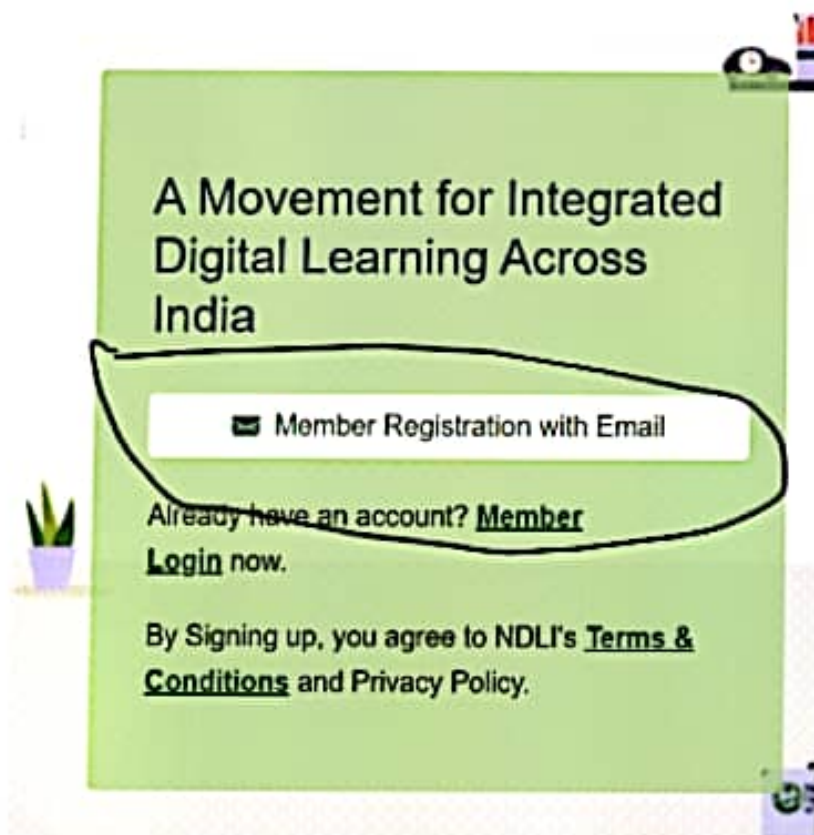 A Movement for Integrated
Digital Learning Across
India
Member Registration with Email
Already have an account? Member
Login now.
By Signing up, you agree to NDLI's Terms &
Conditions and Privacy Policy.